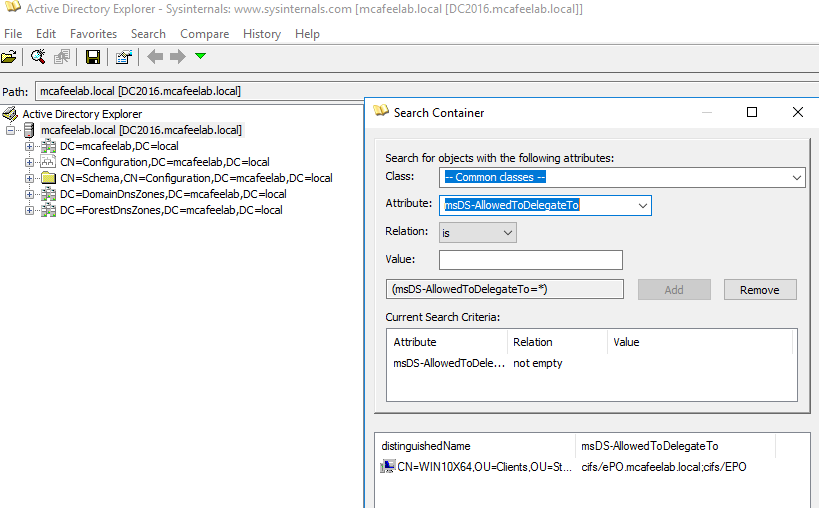 Active Directory Explorer - Sysinternals: www.sysinternals.com [mcafeelab.local [DC2016.mcafeelab.local]]
File Edit Favorites Search Compare History Help
Path: mcafeelab.local [DC2016.mcafeelab.local]
Active Directory Explorer
mcafeelab.local [DC2016.mcafeelab.local]
DC=mcafeelab,DC=local
CN=Configuration,DC=mcafeelab,DC=local
CN=Schema,CN=Configuration,DC=mcafeelab,DC=local
DC=DomainDnsZones,DC=mcafeelab,DC=local
DC=ForestDnsZones,DC=mcafeelab,DC=local
Search Container
Search for objects with the following attributes:
Class: -- Common classes --
Attribute: msDS-AllowedToDelegateTo
Relation: is
Value:
(msDS-AllowedToDelegateTo=*) Add Remove
Current Search Criteria:
Attribute Relation Value
msDS-AllowedToDele... not empty
distinguishedName msDS-AllowedToDelegateTo
CN=WIN10X64,OU=Clients,OU=St... cifs/ePO.mcafeelab.local;cifs/EPO